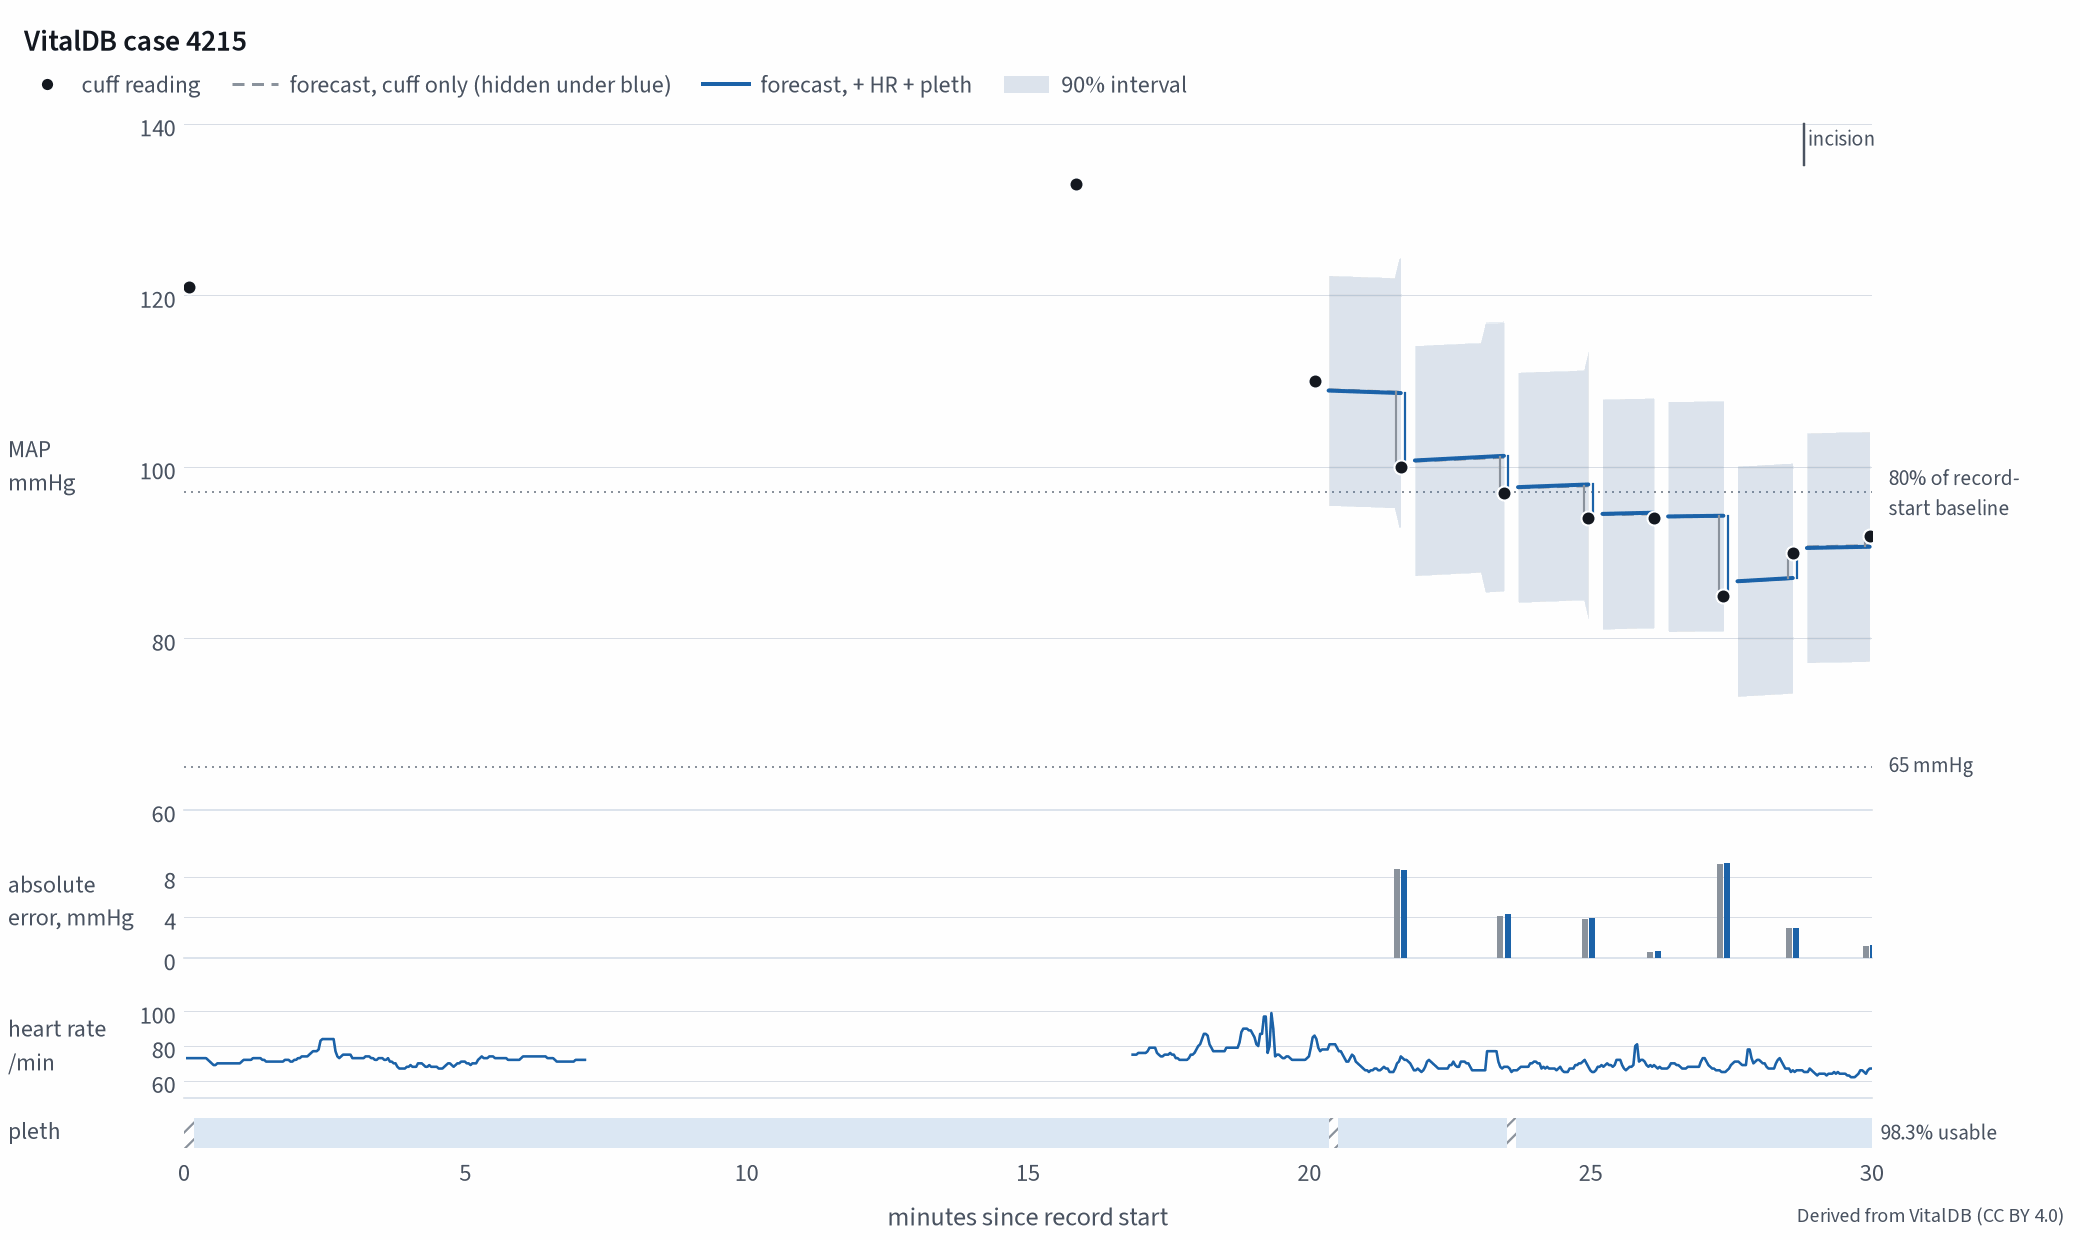 VitalDB case 4215
cuff reading
forecast, cuff only (hidden under blue)
forecast, + HR + pleth
90% interval
140
incision
120
MAP
mmHg
100
80% of record-
start baseline
80
65 mmHg
60
absolute
error, mmHg
8
4
0
heart rate
/min
100
80
60
pleth
98.3% usable
0 5 10 15 20 25 30
minutes since record start
Derived from VitalDB (CC BY 4.0)